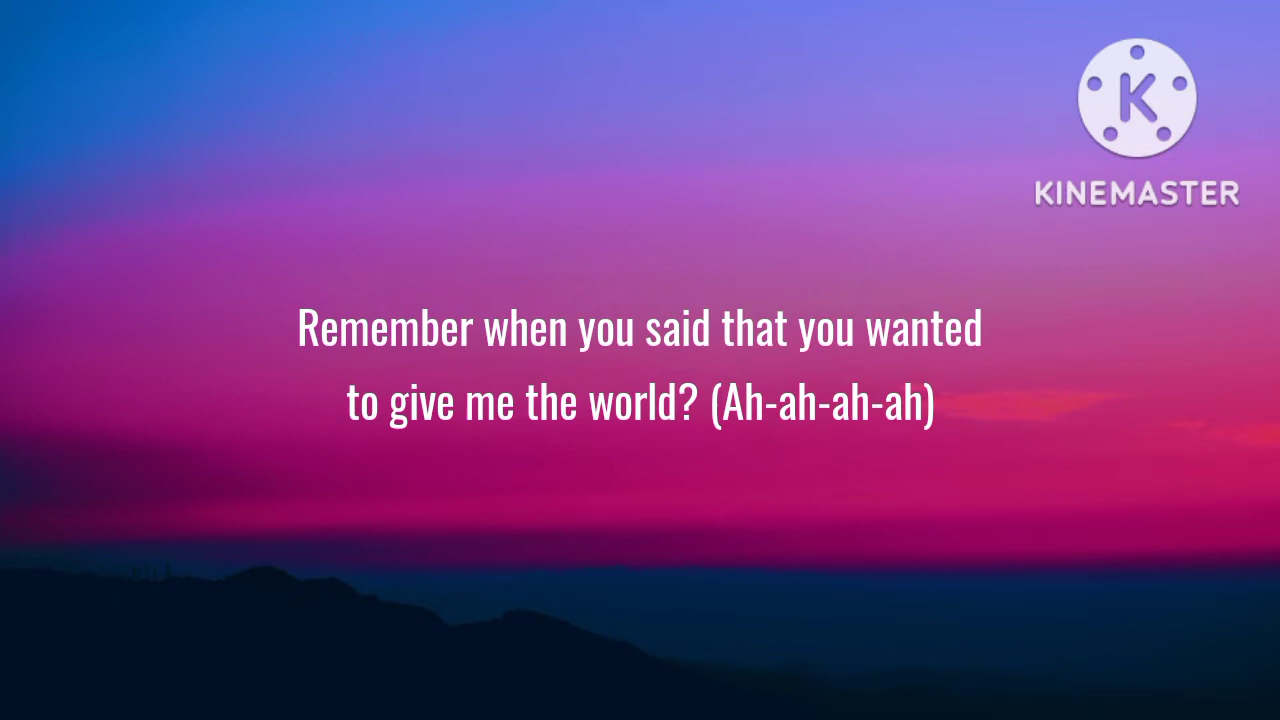 K
KINEMASTER
Remember when you said that you wanted
to give me the world? (Ah-ah-ah-ah)